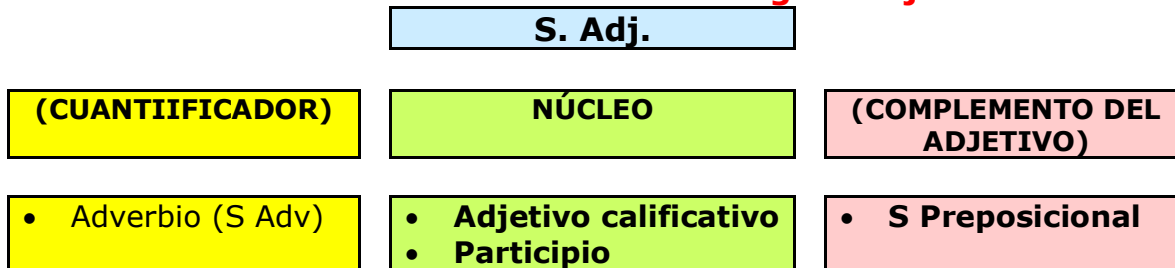 S. Adj.
(CUANTIIFICADOR)
NÚCLEO
(COMPLEMENTO DEL
ADJETIVO)
• Adverbio (S Adv)
• Adjetivo calificativo
• Participio
• S Preposicional